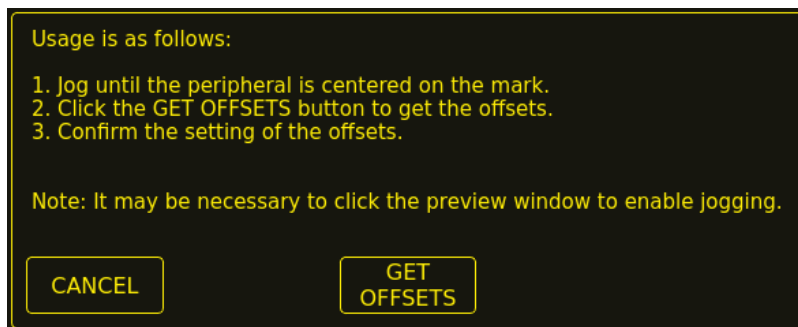 Usage is as follows:
1. Jog until the peripheral is centered on the mark.
2. Click the GET OFFSETS button to get the offsets.
3. Confirm the setting of the offsets.
Note: It may be necessary to click the preview window to enable jogging.
CANCEL
GET
OFFSETS